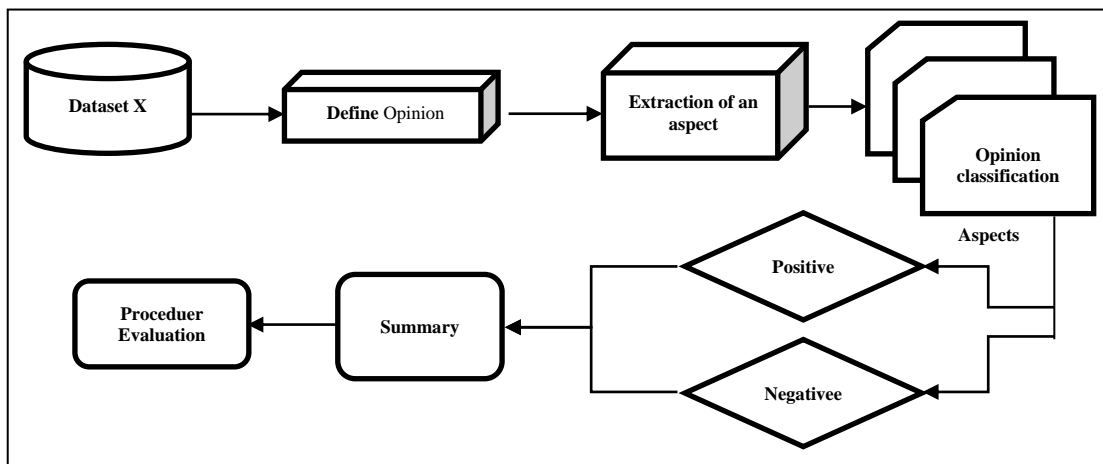 Dataset X
Define Opinion
Extraction of an
aspect
Opinion
classification
Aspects
Positive
Negativee
Summary
Proceduer
Evaluation